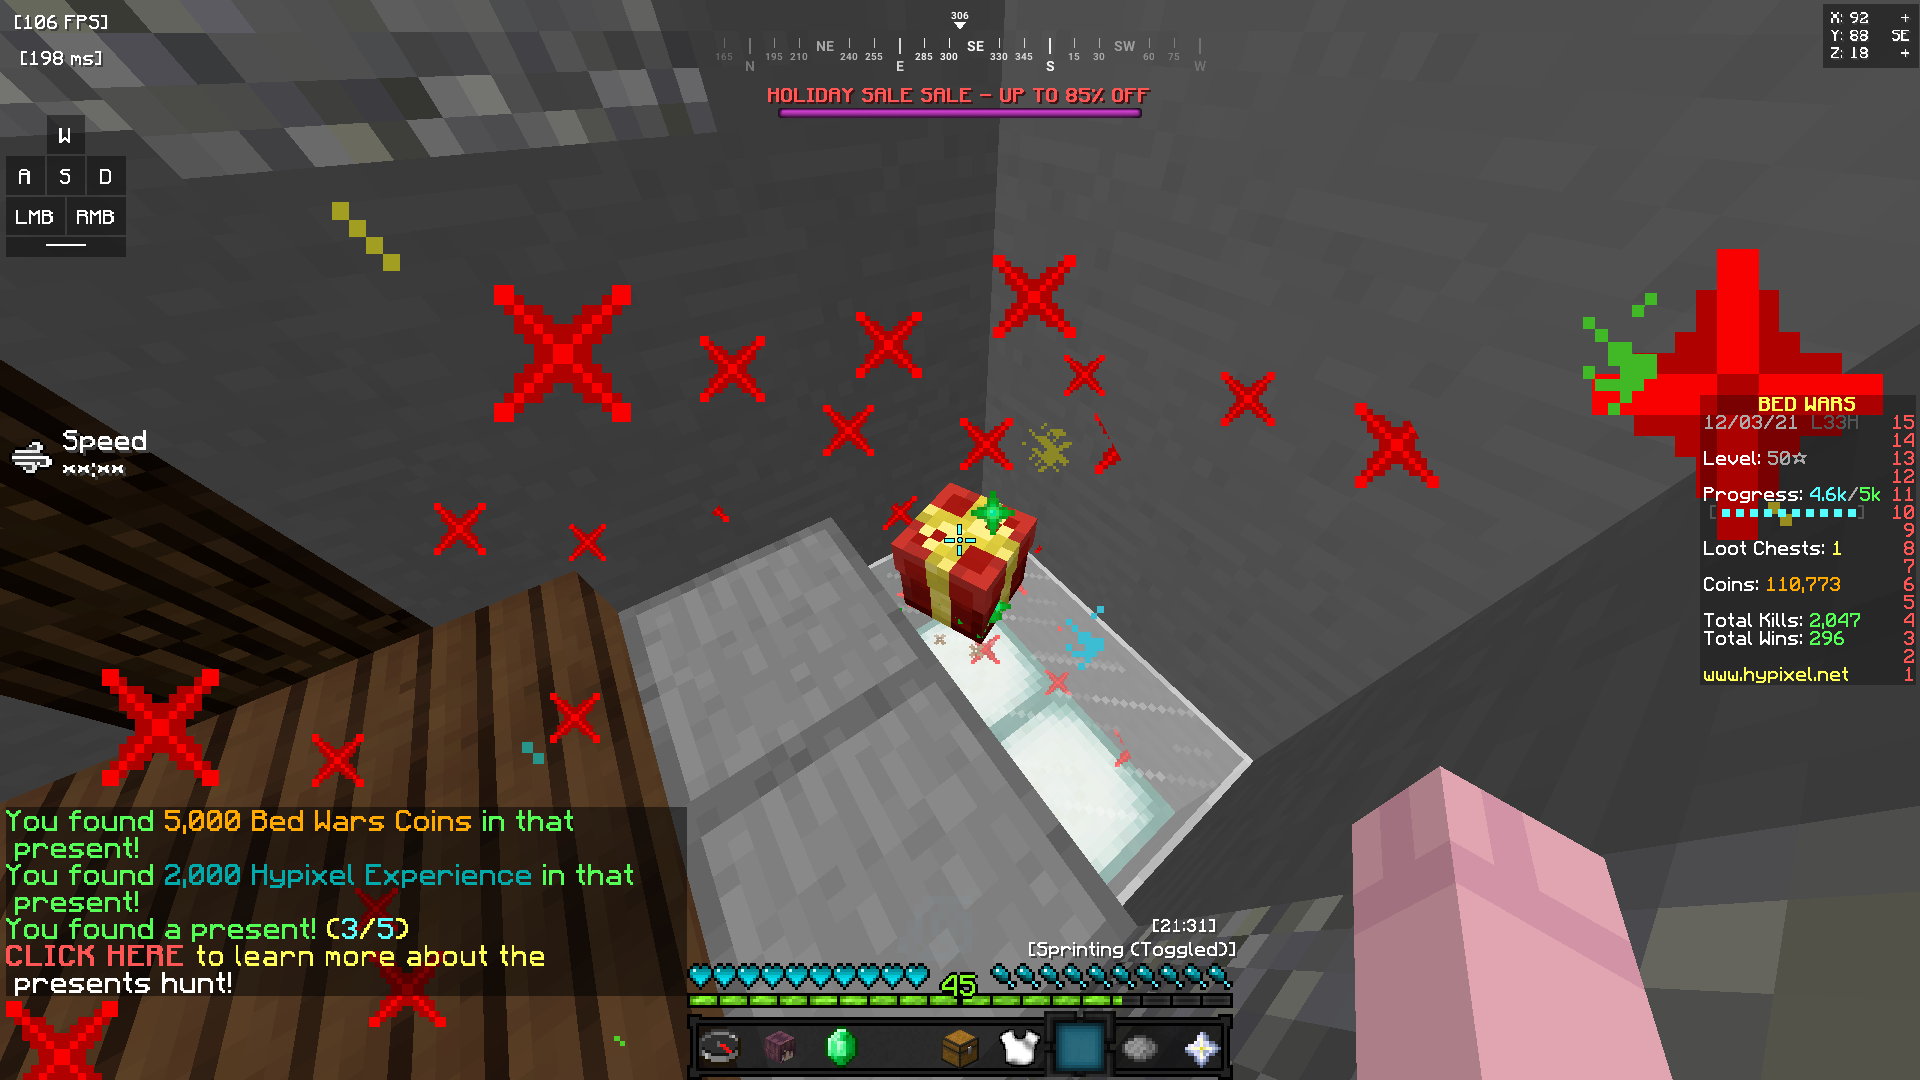 [106 FPS]
[198 ms]
306
165 N 195 210 NE 240 255 E 285 300 SE 330 345 S 15 30 SW 60 75 W
HOLIDAY SALE SALE - UP TO 85% OFF
X: 92 +
Y: 88 SE
Z: 18 +
W
A S D
LMB RMB
Speed
**:**
BED WARS
12/03/21 L33H 15
14
Level: 50☆ 13
12
Progress: 4.6k/5k 11
[■■■■■■■■■■] 10
9
Loot Chests: 1 8
7
Coins: 110,773 6
5
Total Kills: 2,047 4
Total Wins: 296 3
2
www.hypixel.net 1
You found 5,000 Bed Wars Coins in that
present!
You found 2,000 Hypixel Experience in that
present!
You found a present! (3/5)
CLICK HERE to learn more about the
presents hunt!
[21:31]
[Sprinting (Toggled)]
45